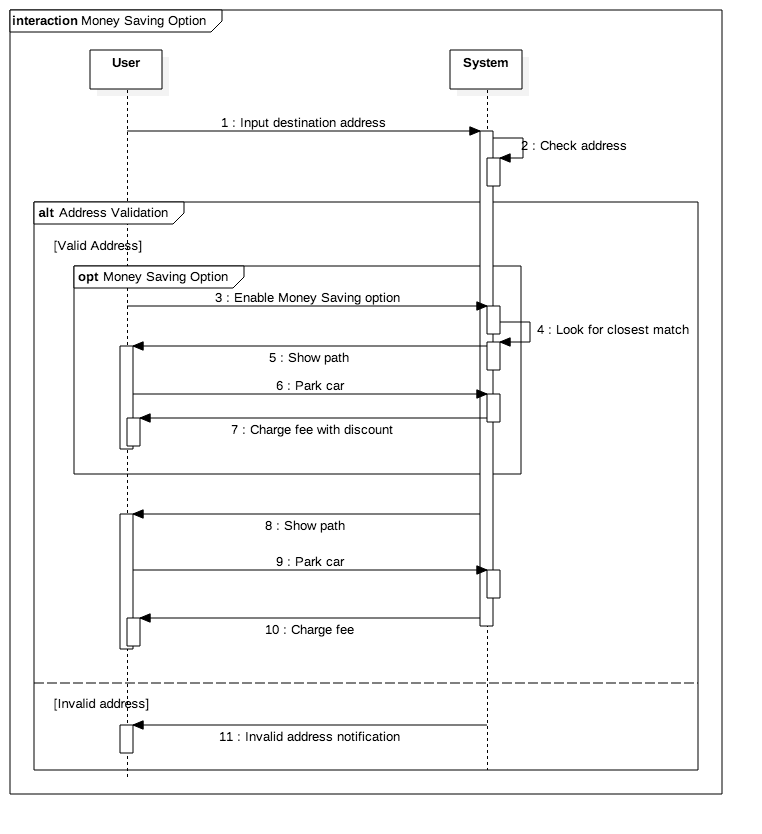 interaction Money Saving Option
User
System
1 : Input destination address
2 : Check address
alt Address Validation
[Valid Address]
opt Money Saving Option
3 : Enable Money Saving option
4 : Look for closest match
5 : Show path
6 : Park car
7 : Charge fee with discount
8 : Show path
9 : Park car
10 : Charge fee
[Invalid address]
11 : Invalid address notification